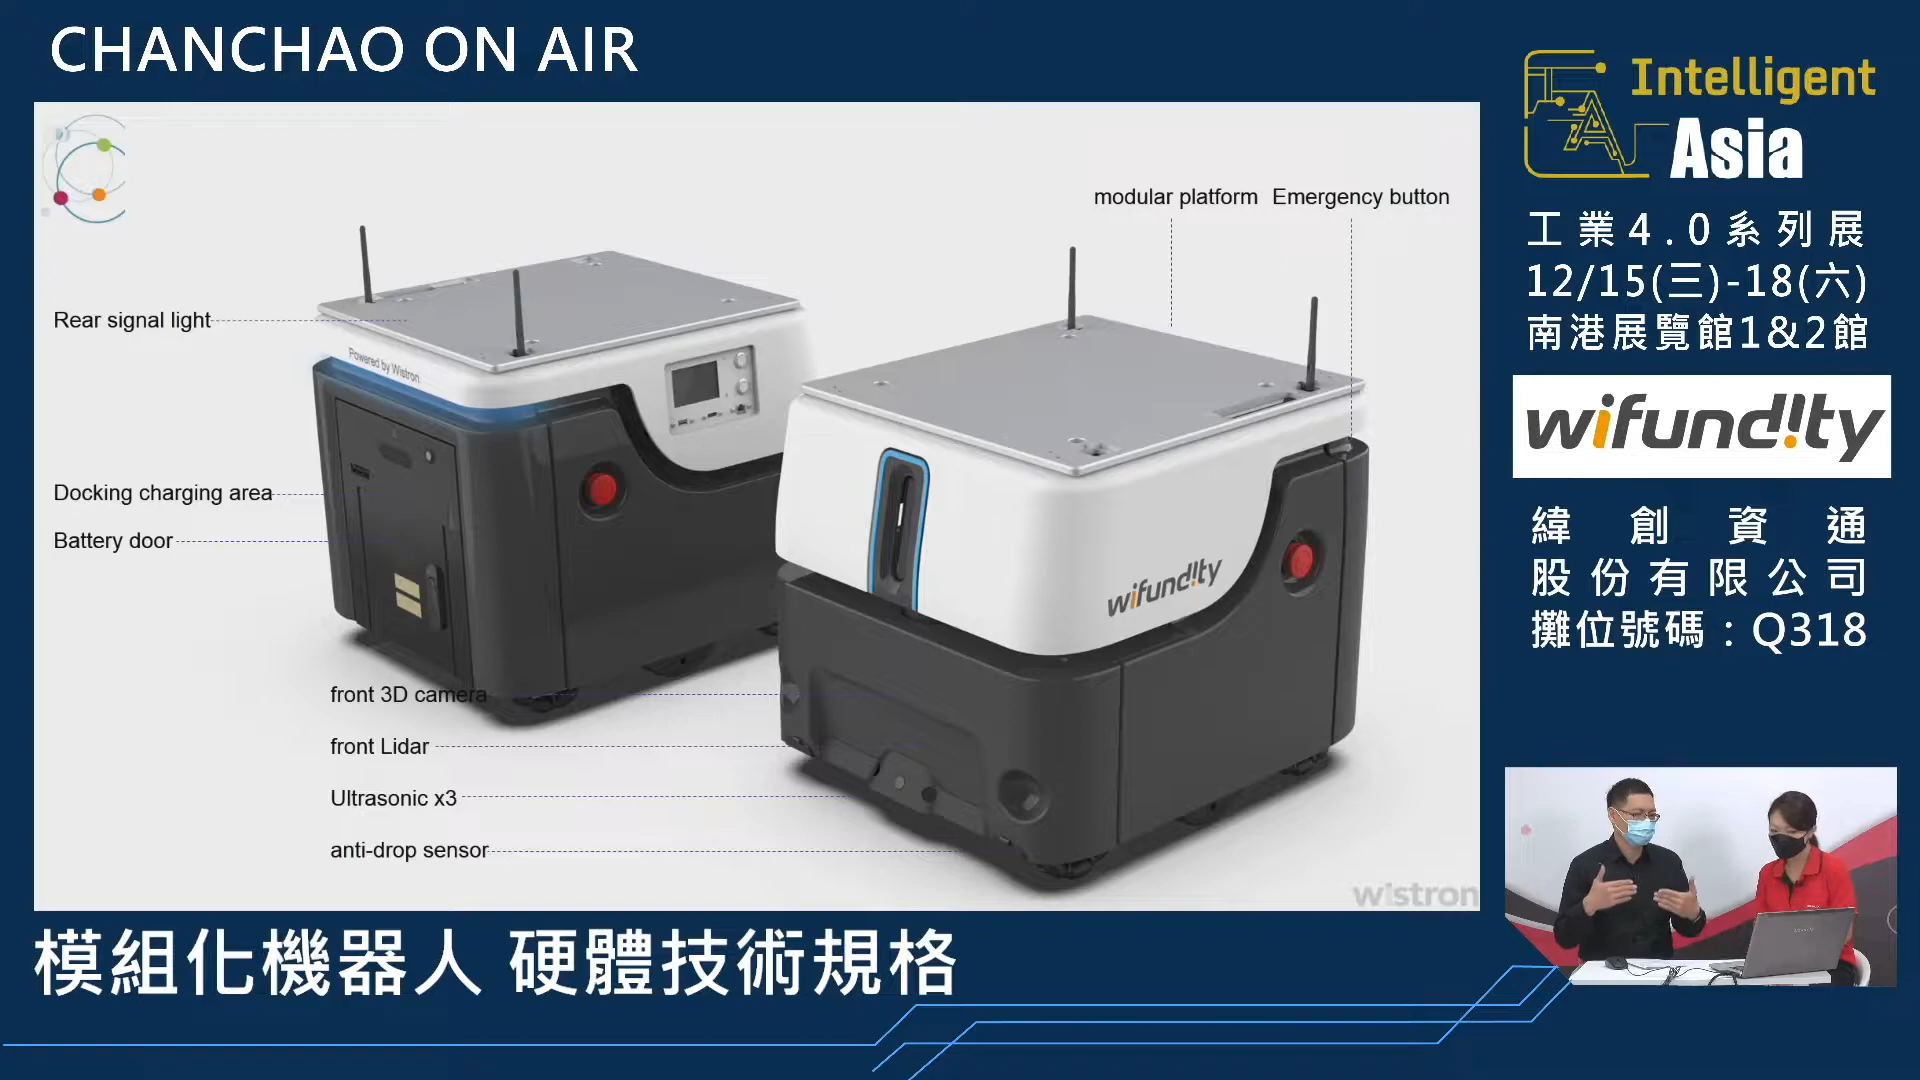 CHANCHAO ON AIR
Intelligent
Asia
工業4.0系列展
12/15(三)-18(六)
南港展覽館1&2館
wifund!ty
緯創資通
股份有限公司
攤位號碼：Q318
modular platform Emergency button
Rear signal light
Powered by Wistron
Docking charging area
Battery door
wifund!ty
front 3D camera
front Lidar
Ultrasonic x3
anti-drop sensor
wistron
模組化機器人 硬體技術規格